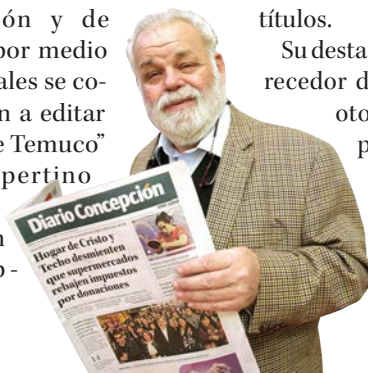 ón y de
por medio
ales se co-
n a editar
e Temuco"
pertino
n
o-
títulos.
Su desta
recedor d
oto
p
Diario Concepción
Hogar de Cristo y
Techo desmienten
que supermercados
rebajen impuestos
por donaciones